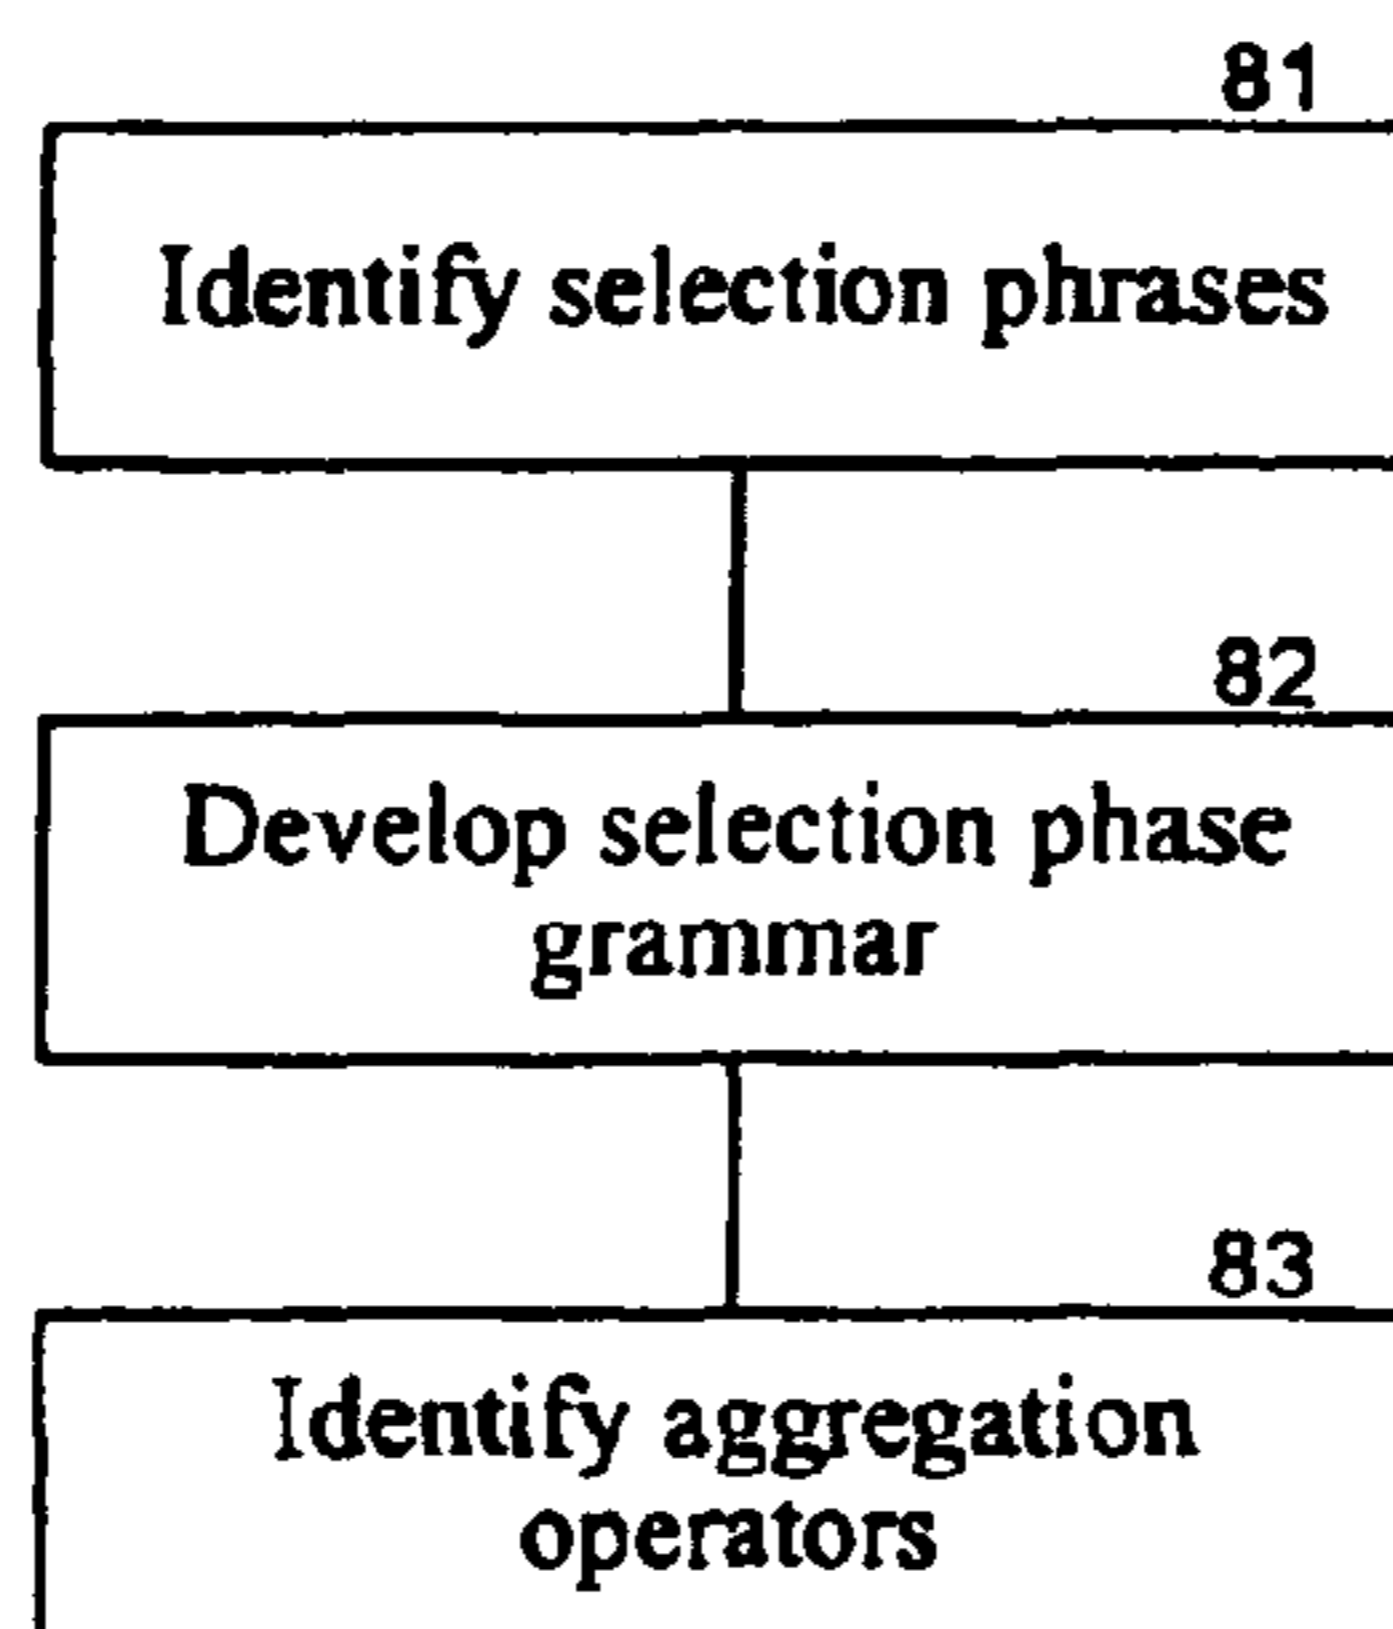 81
Identify selection phrases
82
Develop selection phase
grammar
83
Identify aggregation
operators